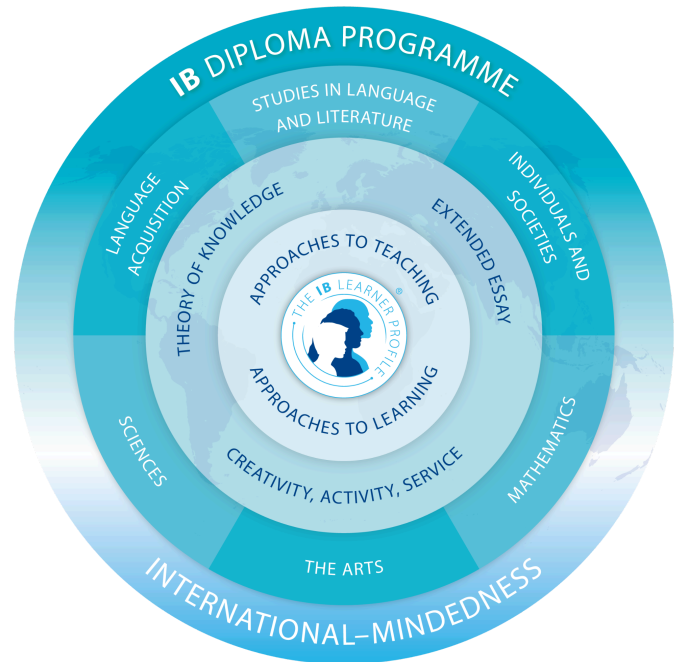 IB DIPLOMA PROGRAMME
STUDIES IN LANGUAGE
AND LITERATURE
LANGUAGE
ACQUISITION
INDIVIDUALS AND
SOCIETIES
THEORY OF KNOWLEDGE
EXTENDED ESSAY
APPROACHES TO TEACHING
THE IB LEARNER PROFILE ®
APPROACHES TO LEARNING
CREATIVITY, ACTIVITY, SERVICE
SCIENCES
MATHEMATICS
THE ARTS
INTERNATIONAL–MINDEDNESS